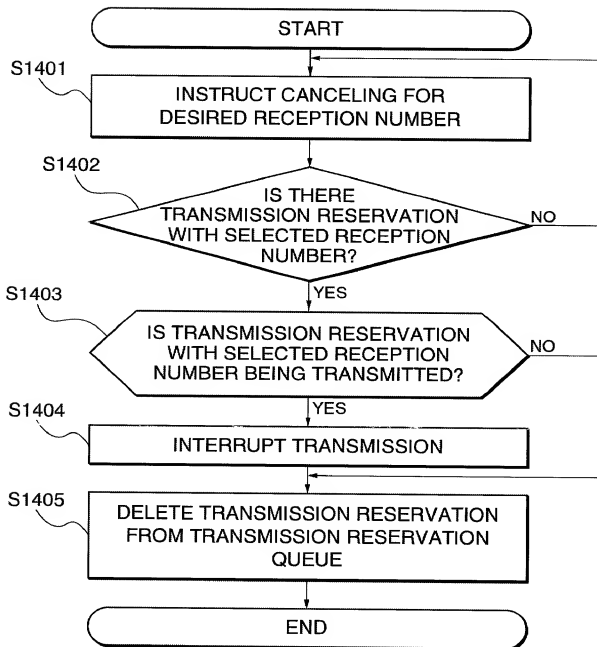 START
S1401
INSTRUCT CANCELING FOR
DESIRED RECEPTION NUMBER
S1402
IS THERE
TRANSMISSION RESERVATION
WITH SELECTED RECEPTION
NUMBER?
NO
YES
S1403
IS TRANSMISSION RESERVATION
WITH SELECTED RECEPTION
NUMBER BEING TRANSMITTED?
NO
YES
S1404
INTERRUPT TRANSMISSION
S1405
DELETE TRANSMISSION RESERVATION
FROM TRANSMISSION RESERVATION
QUEUE
END